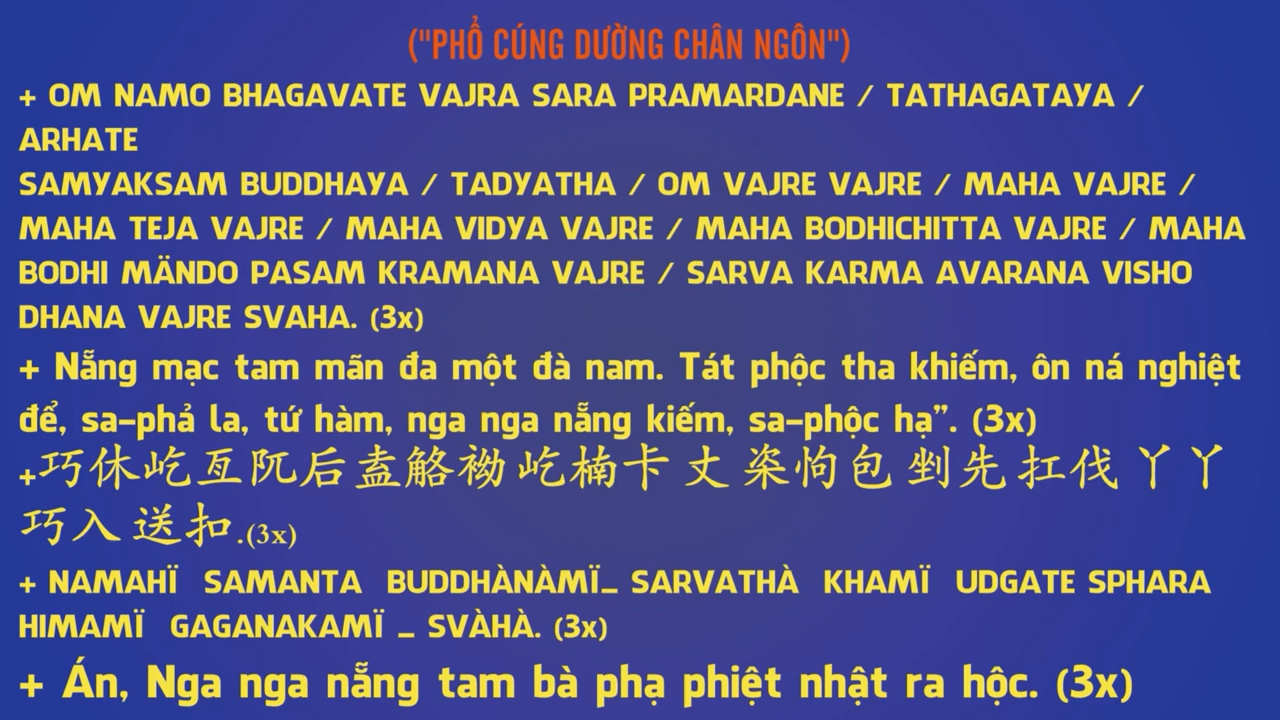 ("PHỔ CÚNG DƯỜNG CHÂN NGÔN")
+ OM NAMO BHAGAVATE VAJRA SARA PRAMARDANE / TATHAGATAYA /
ARHATE
SAMYAKSAM BUDDHAYA / TADYATHA / OM VAJRE VAJRE / MAHA VAJRE /
MAHA TEJA VAJRE / MAHA VIDYA VAJRE / MAHA BODHICHITTA VAJRE / MAHA
BODHI MÄNDO PASAM KRAMANA VAJRE / SARVA KARMA AVARANA VISHO
DHANA VAJRE SVAHA. (3x)
+ Nẵng mạc tam mãn đa một đà nam. Tát phộc tha khiếm, ôn ná nghiệt
để, sa-phả la, tứ hàm, nga nga nẵng kiếm, sa-phộc hạ”. (3x)
+巧休屹亙阢后盍觡袎屹楠卡丈 栥恦包 剉先扛伐丫丫
巧入送扣.(3x)
+ NAMAHÏ SAMANTA BUDDHÀNÀMÏ_ SARVATHÀ KHAMÏ UDGATE SPHARA
HIMAMÏ GAGANAKAMÏ _ SVÀHÀ. (3x)
+ Án, Nga nga nẵng tam bà phạ phiệt nhật ra hộc. (3x)